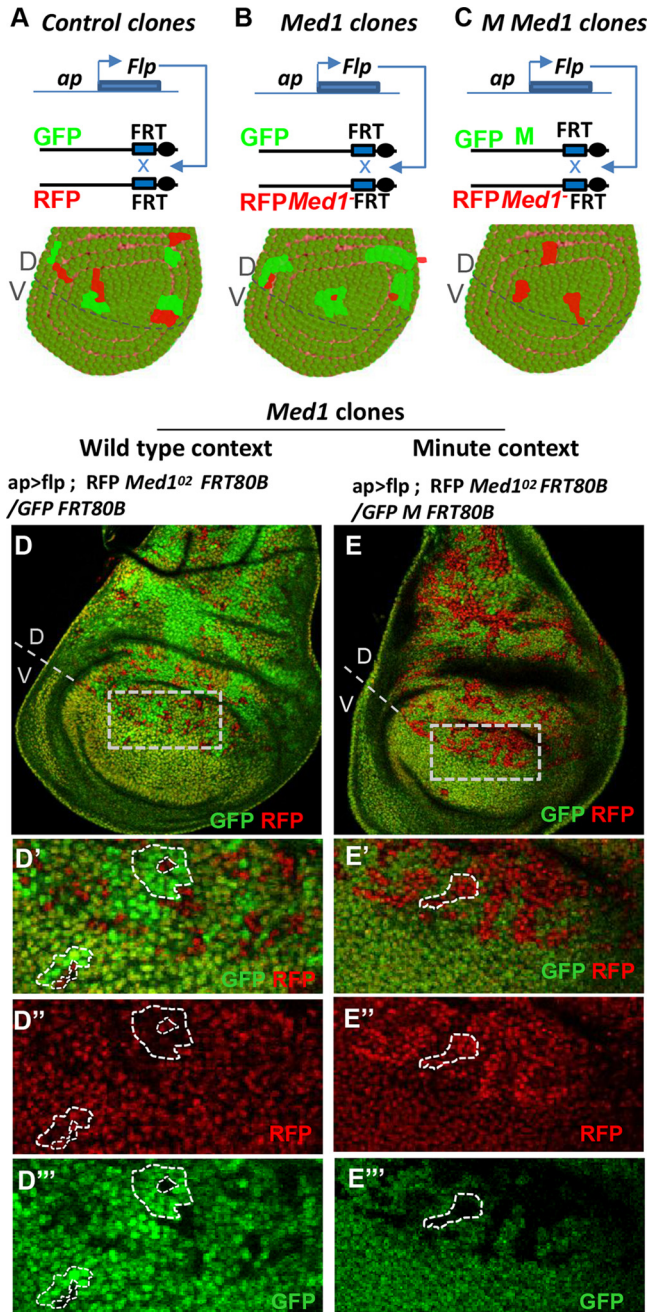 A Control clones
B Med1 clones
C M Med1 clones
ap Flp
ap Flp
ap Flp
GFP FRT
GFP FRT
GFP M FRT
X
X
X
RFP FRT
RFP Med1- FRT
RFP Med1- FRT
D
V
D
V
D
V
Med1 clones
Wild type context
Minute context
ap>flp ; RFP Med1⁰² FRT80B
/GFP FRT80B
ap>flp ; RFP Med1⁰² FRT80B
/GFP M FRT80B
D
D
V
GFP RFP
E
D
V
GFP RFP
D'
GFP RFP
E'
GFP RFP
D''
RFP
E''
RFP
D'''
GFP
E'''
GFP